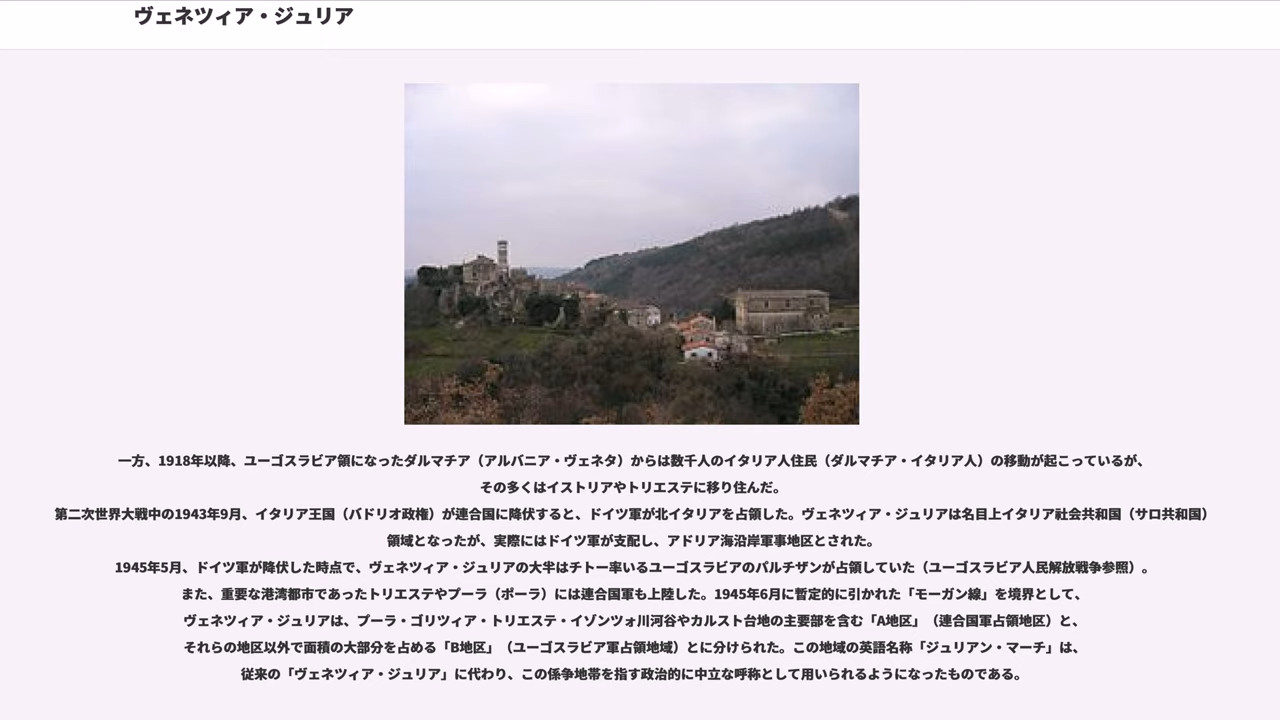 ヴェネツィア・ジュリア
一方、1918年以降、ユーゴスラビア領になったダルマチア（アルバニア・ヴェネタ）からは数千人のイタリア人住民（ダルマチア・イタリア人）の移動が起こっているが、
その多くはイストリアやトリエステに移り住んだ。
第二次世界大戦中の1943年9月、イタリア王国（バドリオ政権）が連合国に降伏すると、ドイツ軍が北イタリアを占領した。ヴェネツィア・ジュリアは名目上イタリア社会共和国（サロ共和国）
領域となったが、実際にはドイツ軍が支配し、アドリア海沿岸軍事地区とされた。
1945年5月、ドイツ軍が降伏した時点で、ヴェネツィア・ジュリアの大半はチトー率いるユーゴスラビアのパルチザンが占領していた（ユーゴスラビア人民解放戦争参照）。
また、重要な港湾都市であったトリエステやプーラ（ポーラ）には連合国軍も上陸した。1945年6月に暫定的に引かれた「モーガン線」を境界として、
ヴェネツィア・ジュリアは、プーラ・ゴリツィア・トリエステ・イゾンツォ川河谷やカルスト台地の主要部を含む「A地区」（連合国軍占領地区）と、
それらの地区以外で面積の大部分を占める「B地区」（ユーゴスラビア軍占領地域）とに分けられた。この地域の英語名称「ジュリアン・マーチ」は、
従来の「ヴェネツィア・ジュリア」に代わり、この係争地帯を指す政治的に中立な呼称として用いられるようになったものである。